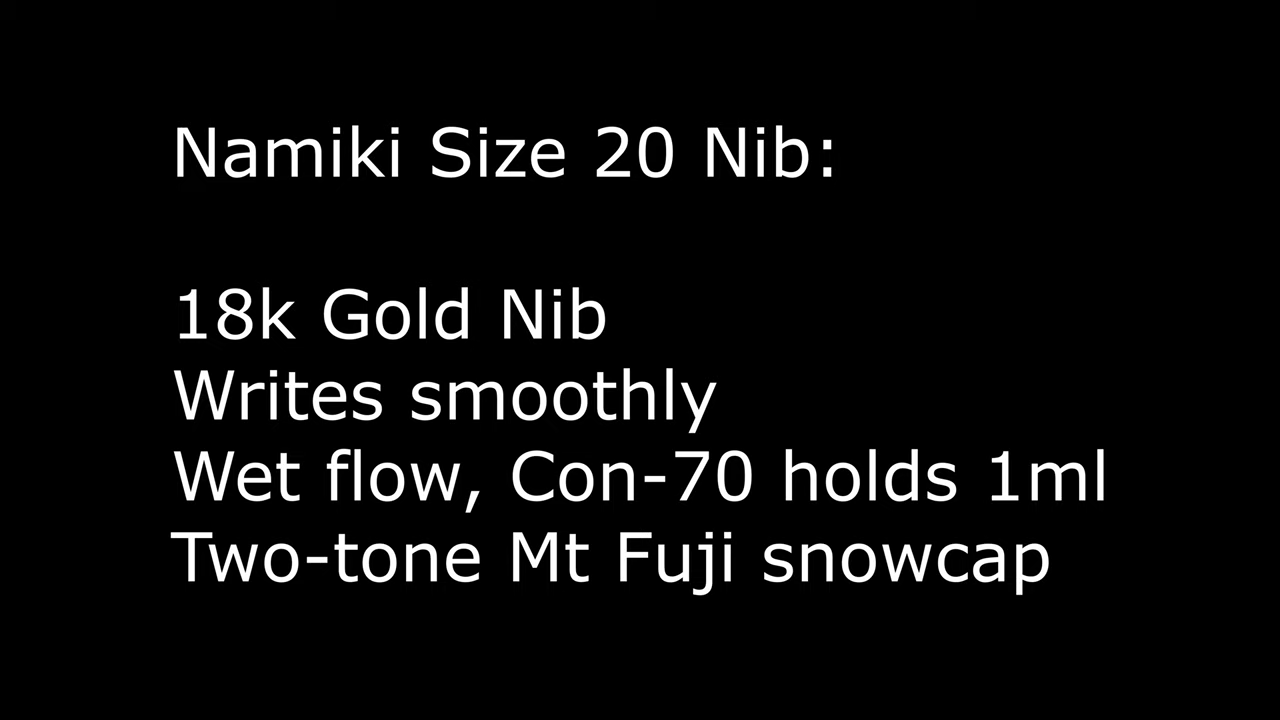 Namiki Size 20 Nib:
18k Gold Nib
Writes smoothly
Wet flow, Con-70 holds 1ml
Two-tone Mt Fuji snowcap